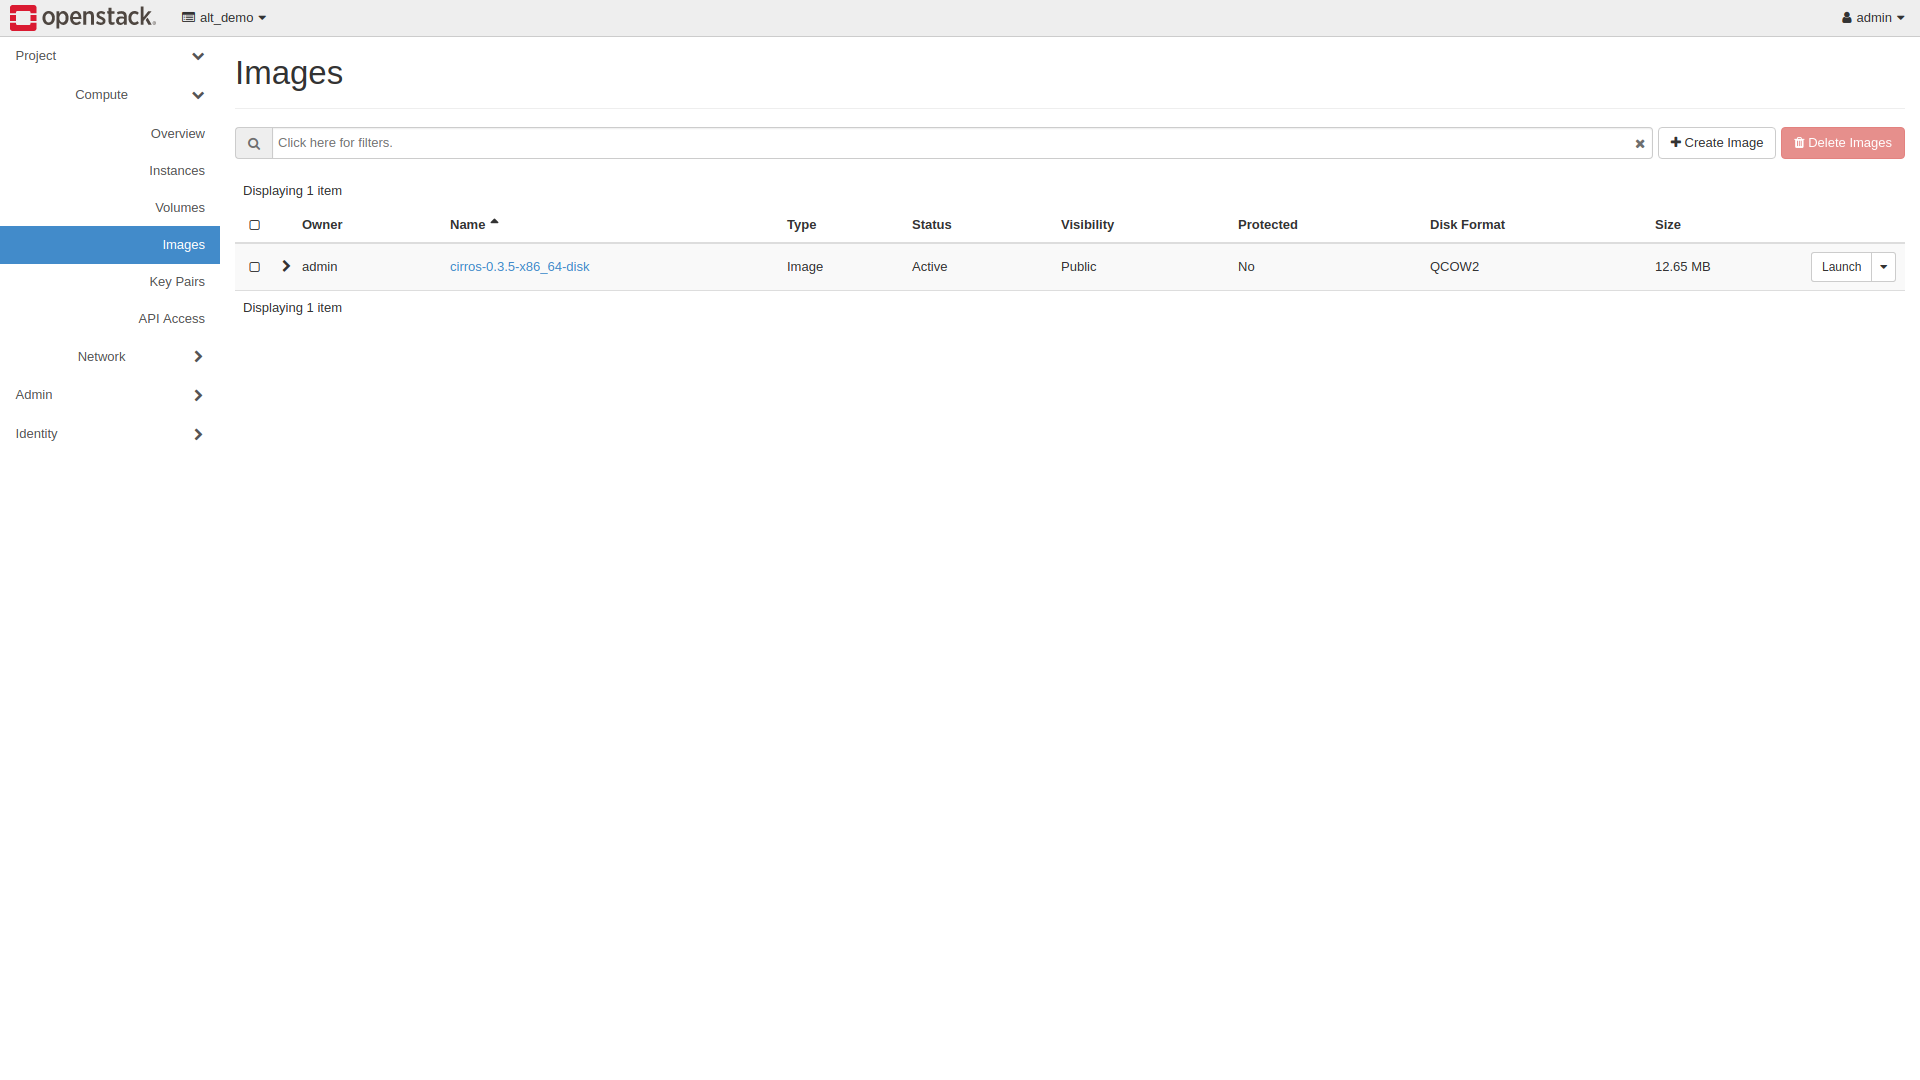 openstack. alt_demo admin
Project
Compute
Overview
Instances
Volumes
Images
Key Pairs
API Access
Network
Admin
Identity
Images
Click here for filters. Create Image Delete Images
Displaying 1 item
Owner Name Type Status Visibility Protected Disk Format Size
admin cirros-0.3.5-x86_64-disk Image Active Public No QCOW2 12.65 MB Launch
Displaying 1 item